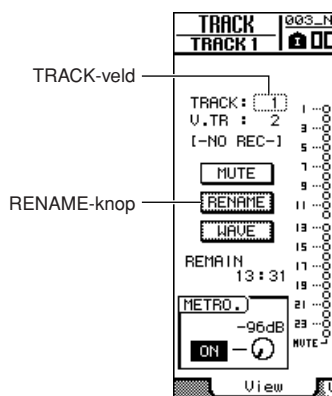 TRACK
TRACK 1
003_N
TRACK-veld
TRACK: 1
V.TR : 2
[-NO REC-]
MUTE
RENAME-knop
RENAME
WAVE
REMAIN
13:31
METRO.
-96dB
ON
1
3
5
7
9
11
13
15
17
19
21
23
MUTE
View